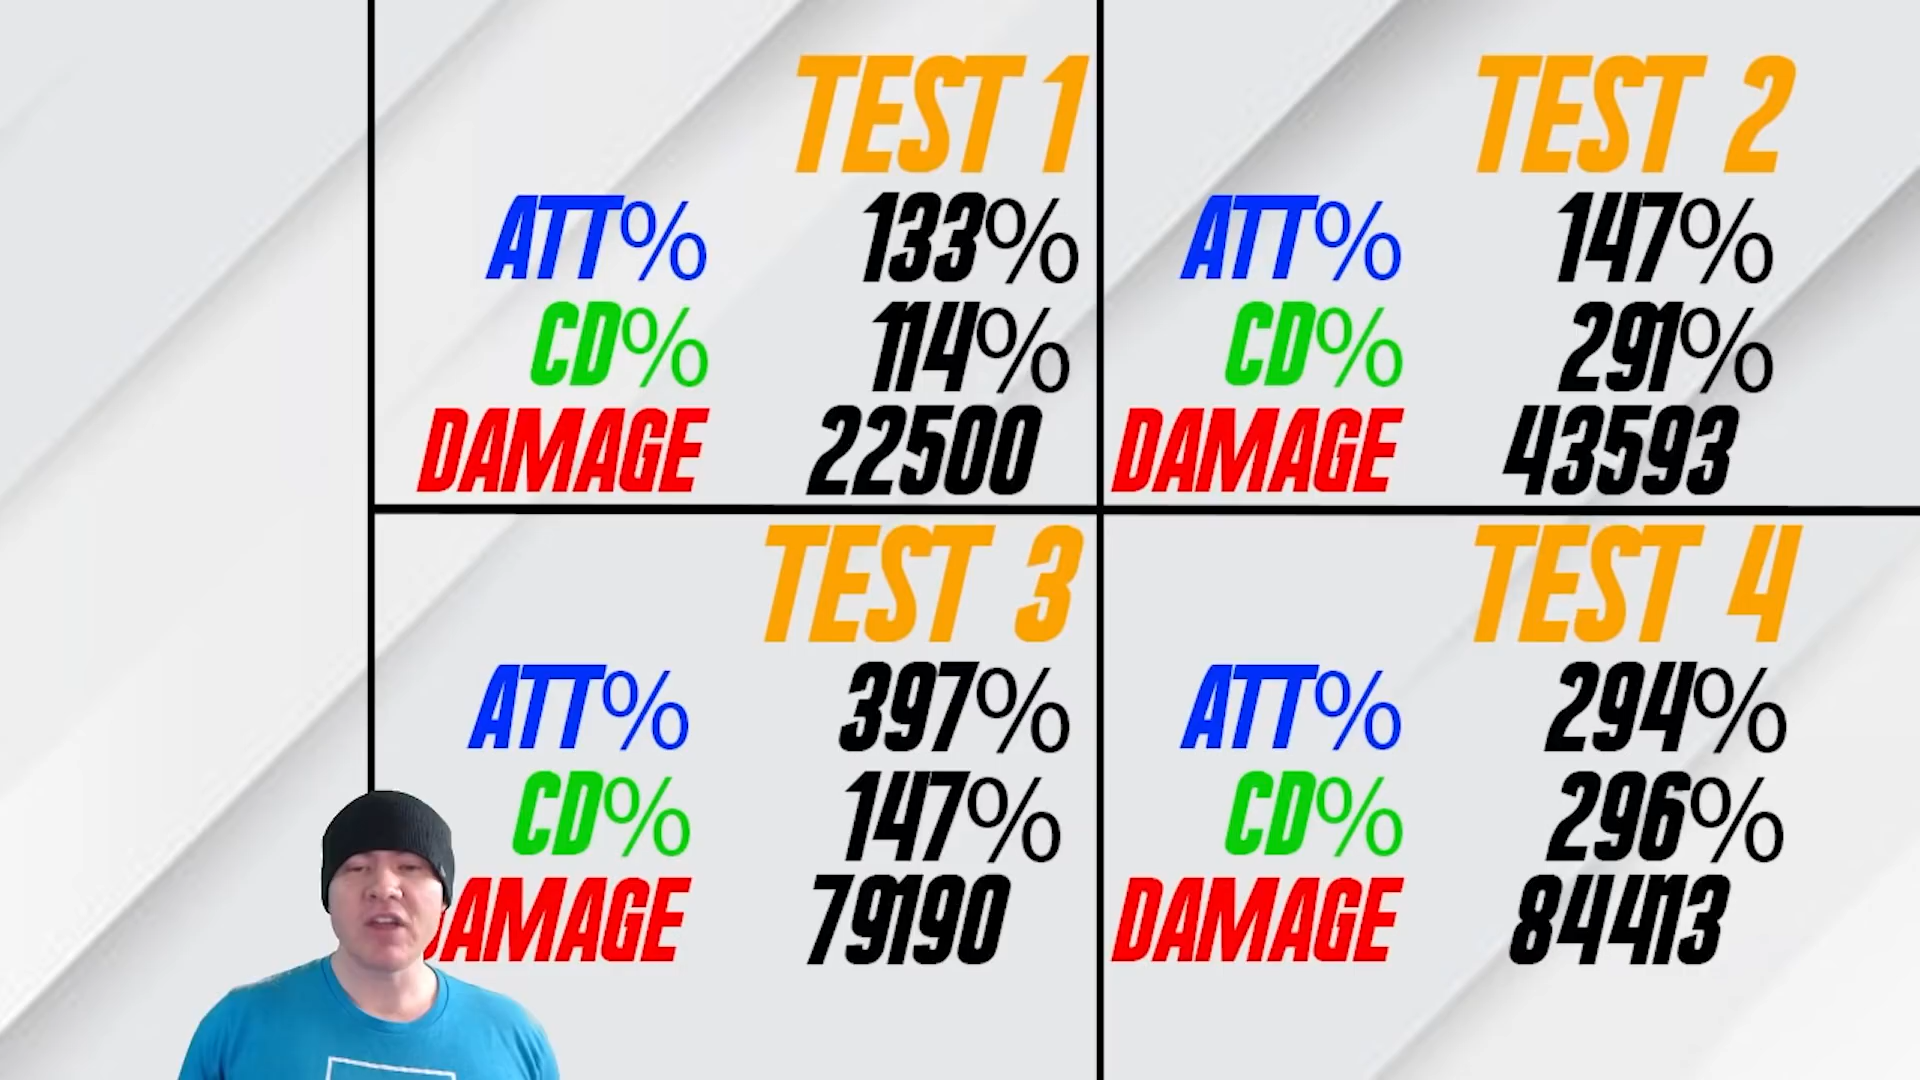 TEST 1
ATT% 133%
CD% 114%
DAMAGE 22500
TEST 2
ATT% 147%
CD% 291%
DAMAGE 43593
TEST 3
ATT% 397%
CD% 147%
DAMAGE 79190
TEST 4
ATT% 294%
CD% 296%
DAMAGE 84413